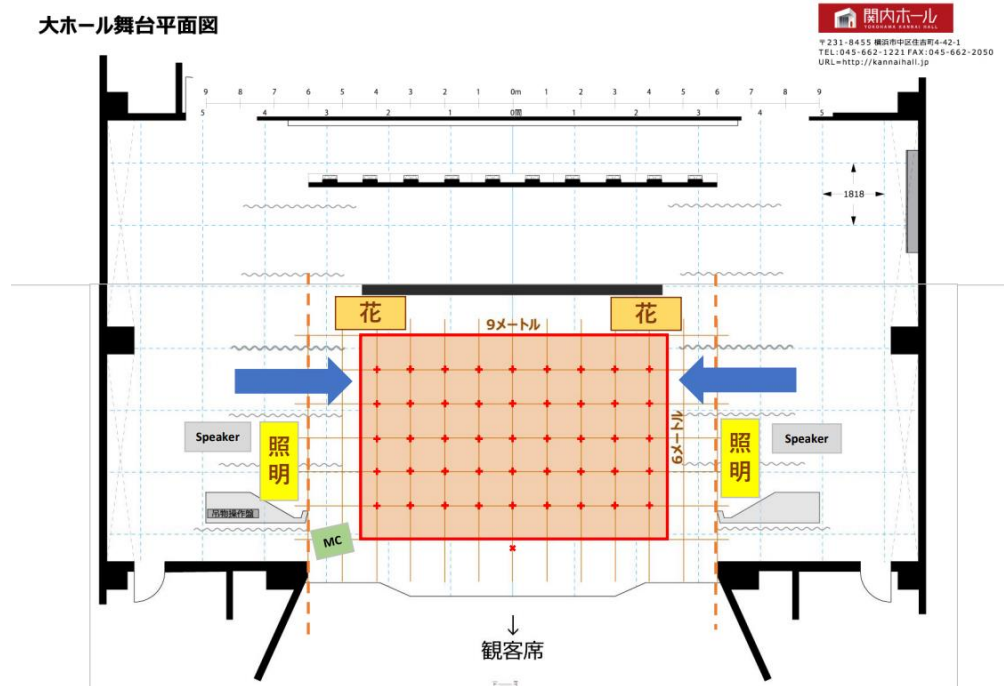 大ホール舞台平面図
関内ホール
YOKOHAMA KANNAI HALL
〒231-8455 横浜市中区住吉町4-42-1
TEL:045-662-1221 FAX:045-662-2050
URL=http://kannaihall.jp
9 8 7 6 5 4 3 2 1 0m 1 2 3 4 5 6 7 8 9
5 4 3 2 1 0間 1 2 3 4 5
1818
花 花
9メートル
6メートル
Speaker 照明 照明 Speaker
吊物操作盤
MC
↓
観客席